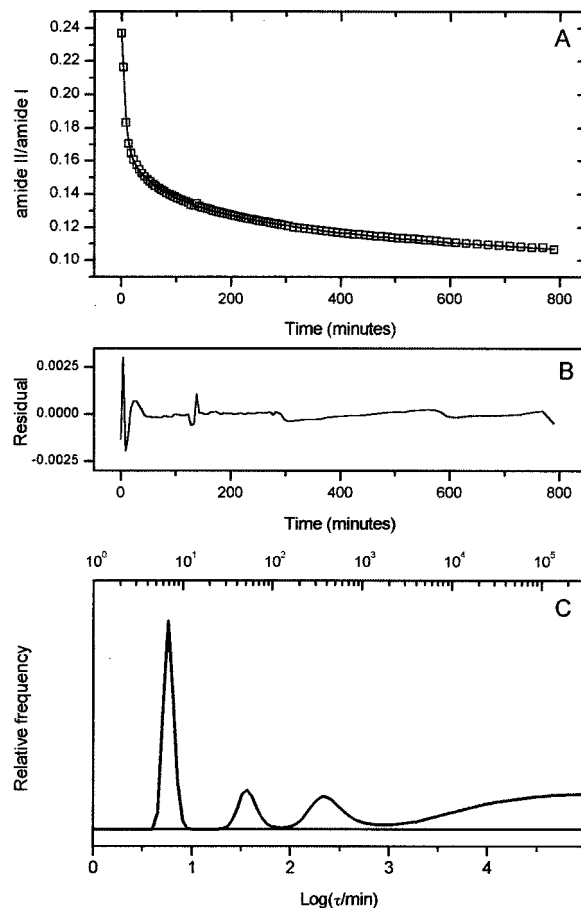 A
amide II/amide I
0.24
0.22
0.20
0.18
0.16
0.14
0.12
0.10
0 200 400 600 800
Time (minutes)
B
Residual
0.0025
0.0000
-0.0025
0 200 400 600 800
Time (minutes)
10⁰ 10¹ 10² 10³ 10⁴ 10⁵
C
Relative frequency
0 1 2 3 4
Log(τ/min)